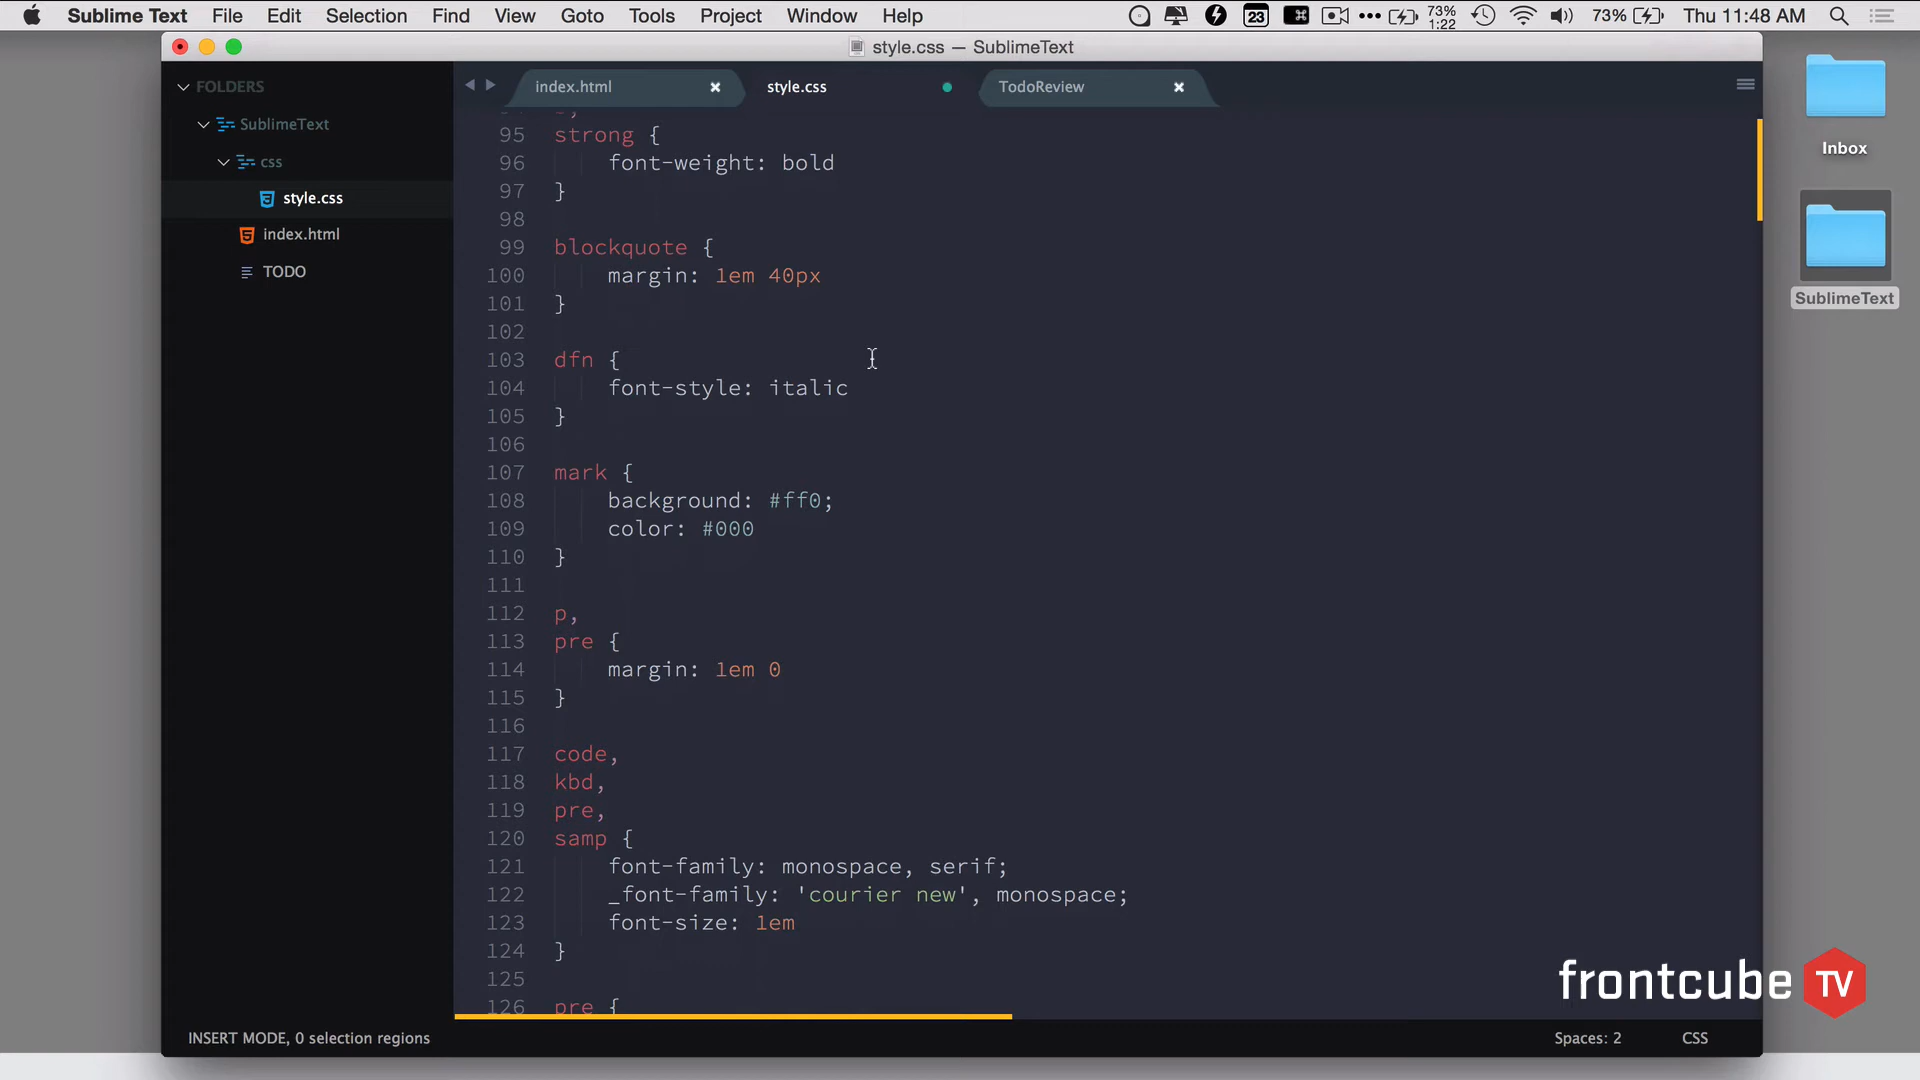 Sublime Text File Edit Selection Find View Goto Tools Project Window Help 23 73% 1:22 73% Thu 11:48 AM
style.css — SublimeText
FOLDERS
SublimeText
css
style.css
index.html
TODO
index.html style.css TodoReview
95 strong {
96 font-weight: bold
97 }
98
99 blockquote {
100 margin: 1em 40px
101 }
102
103 dfn {
104 font-style: italic
105 }
106
107 mark {
108 background: #ff0;
109 color: #000
110 }
111
112 p,
113 pre {
114 margin: 1em 0
115 }
116
117 code,
118 kbd,
119 pre,
120 samp {
121 font-family: monospace, serif;
122 _font-family: 'courier new', monospace;
123 font-size: 1em
124 }
125
126 pre {
INSERT MODE, 0 selection regions
Spaces: 2 CSS
Inbox
SublimeText
frontcube TV